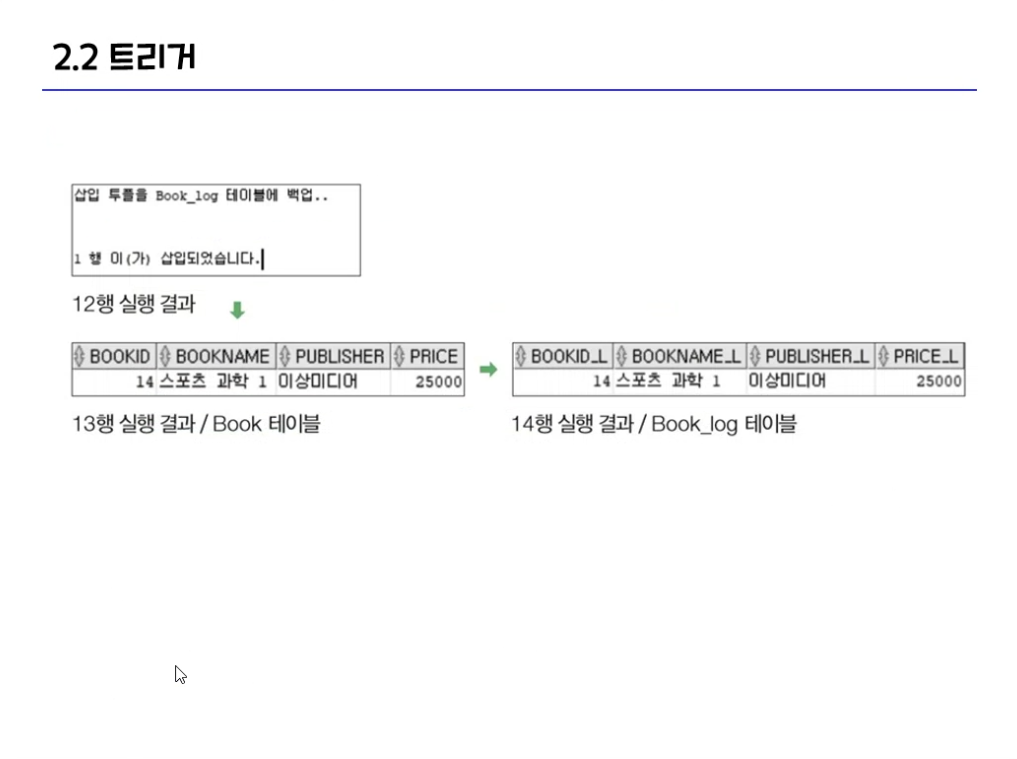 2.2 트리거
삽입 투플을 Book_log 테이블에 백업..
1 행 이(가) 삽입되었습니다.
12행 실행 결과
BOOKID BOOKNAME PUBLISHER PRICE
14 스포츠 과학 1 이상미디어 25000
13행 실행 결과 / Book 테이블
BOOKID_L BOOKNAME_L PUBLISHER_L PRICE_L
14 스포츠 과학 1 이상미디어 25000
14행 실행 결과 / Book_log 테이블